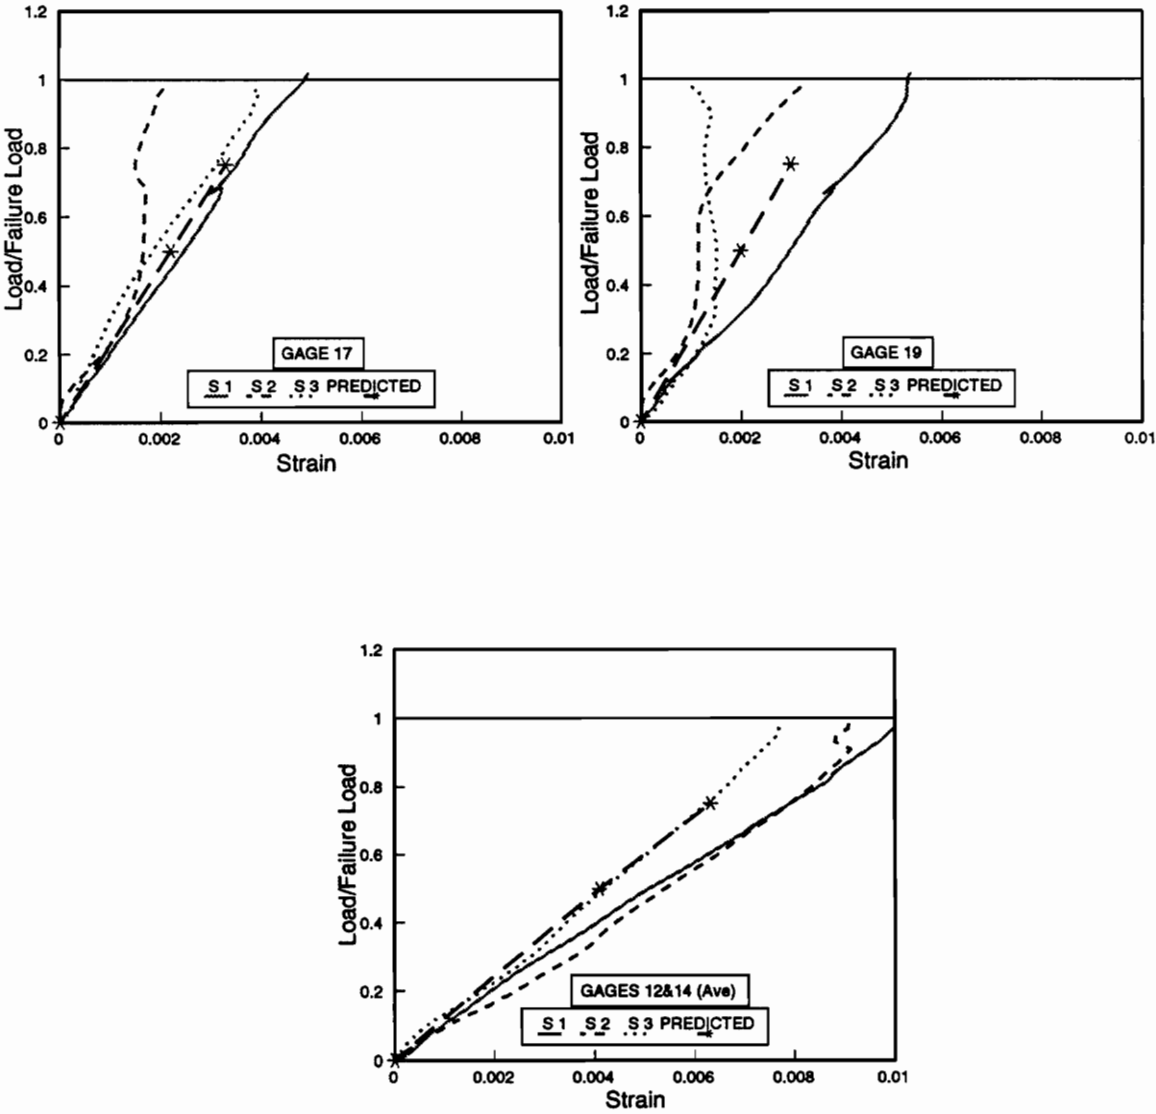 1.2
1
0.8
0.6
0.4
0.2
0
Load/Failure Load
GAGE 17
S 1 S 2 S 3 PREDICTED
0 0.002 0.004 0.006 0.008 0.01
Strain
1.2
1
0.8
0.6
0.4
0.2
0
Load/Failure Load
GAGE 19
S 1 S 2 S 3 PREDICTED
0 0.002 0.004 0.006 0.008 0.01
Strain
1.2
1
0.8
0.6
0.4
0.2
0
Load/Failure Load
GAGES 12&14 (Ave)
S 1 S 2 S 3 PREDICTED
0 0.002 0.004 0.006 0.008 0.01
Strain